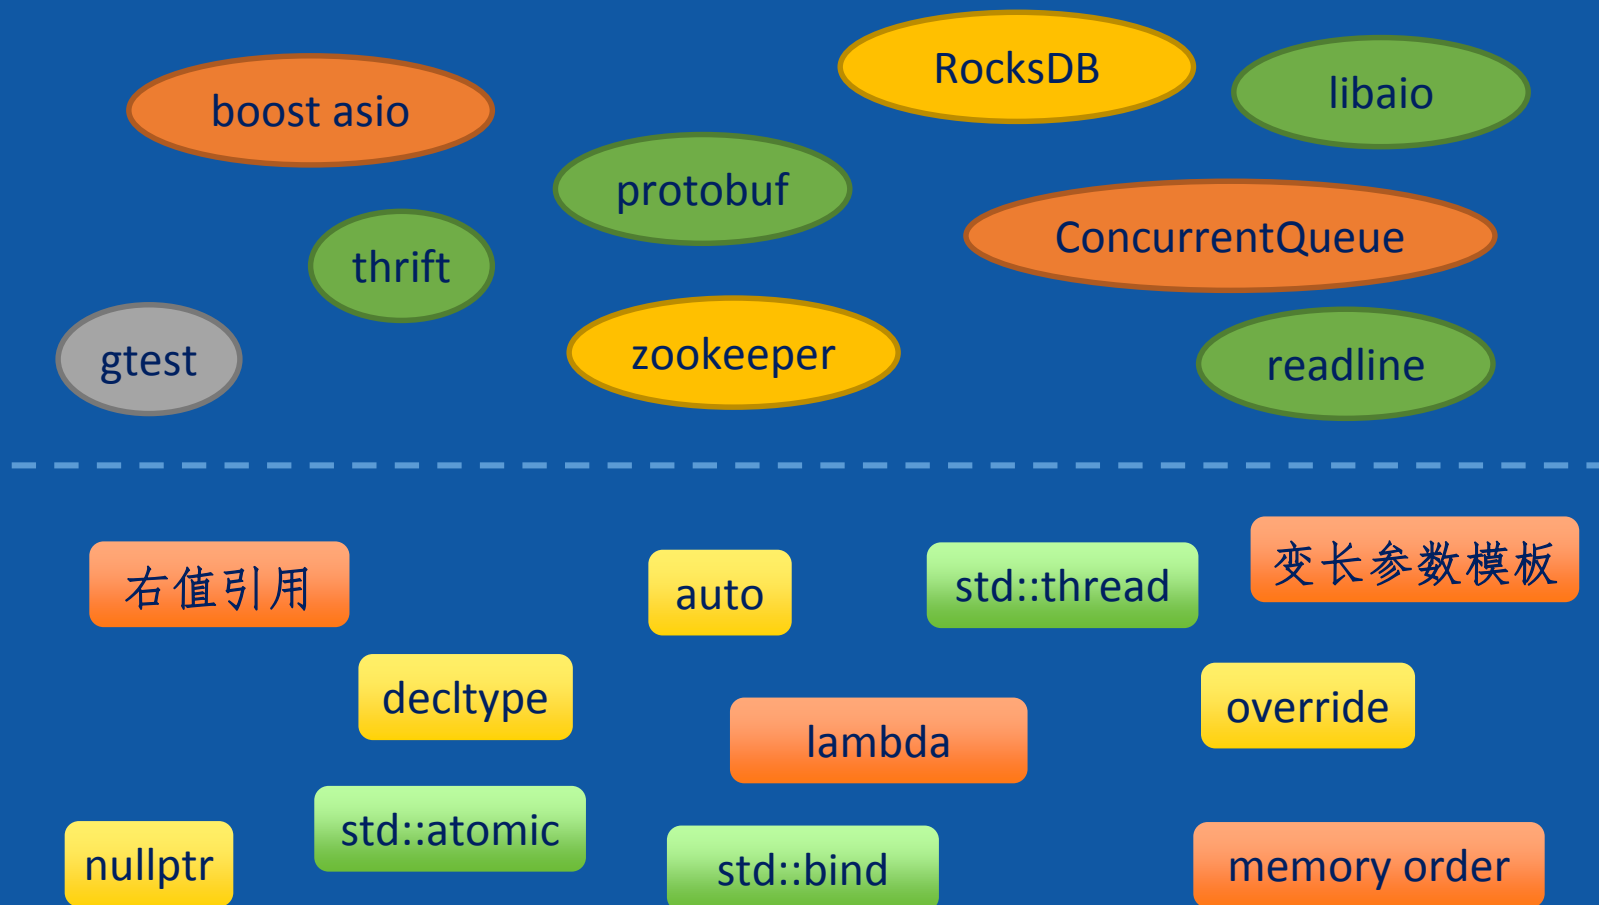 RocksDB
libaio
boost asio
protobuf
ConcurrentQueue
thrift
gtest
zookeeper
readline
右值引用
auto
std::thread
变长参数模板
decltype
lambda
override
std::atomic
nullptr
std::bind
memory order